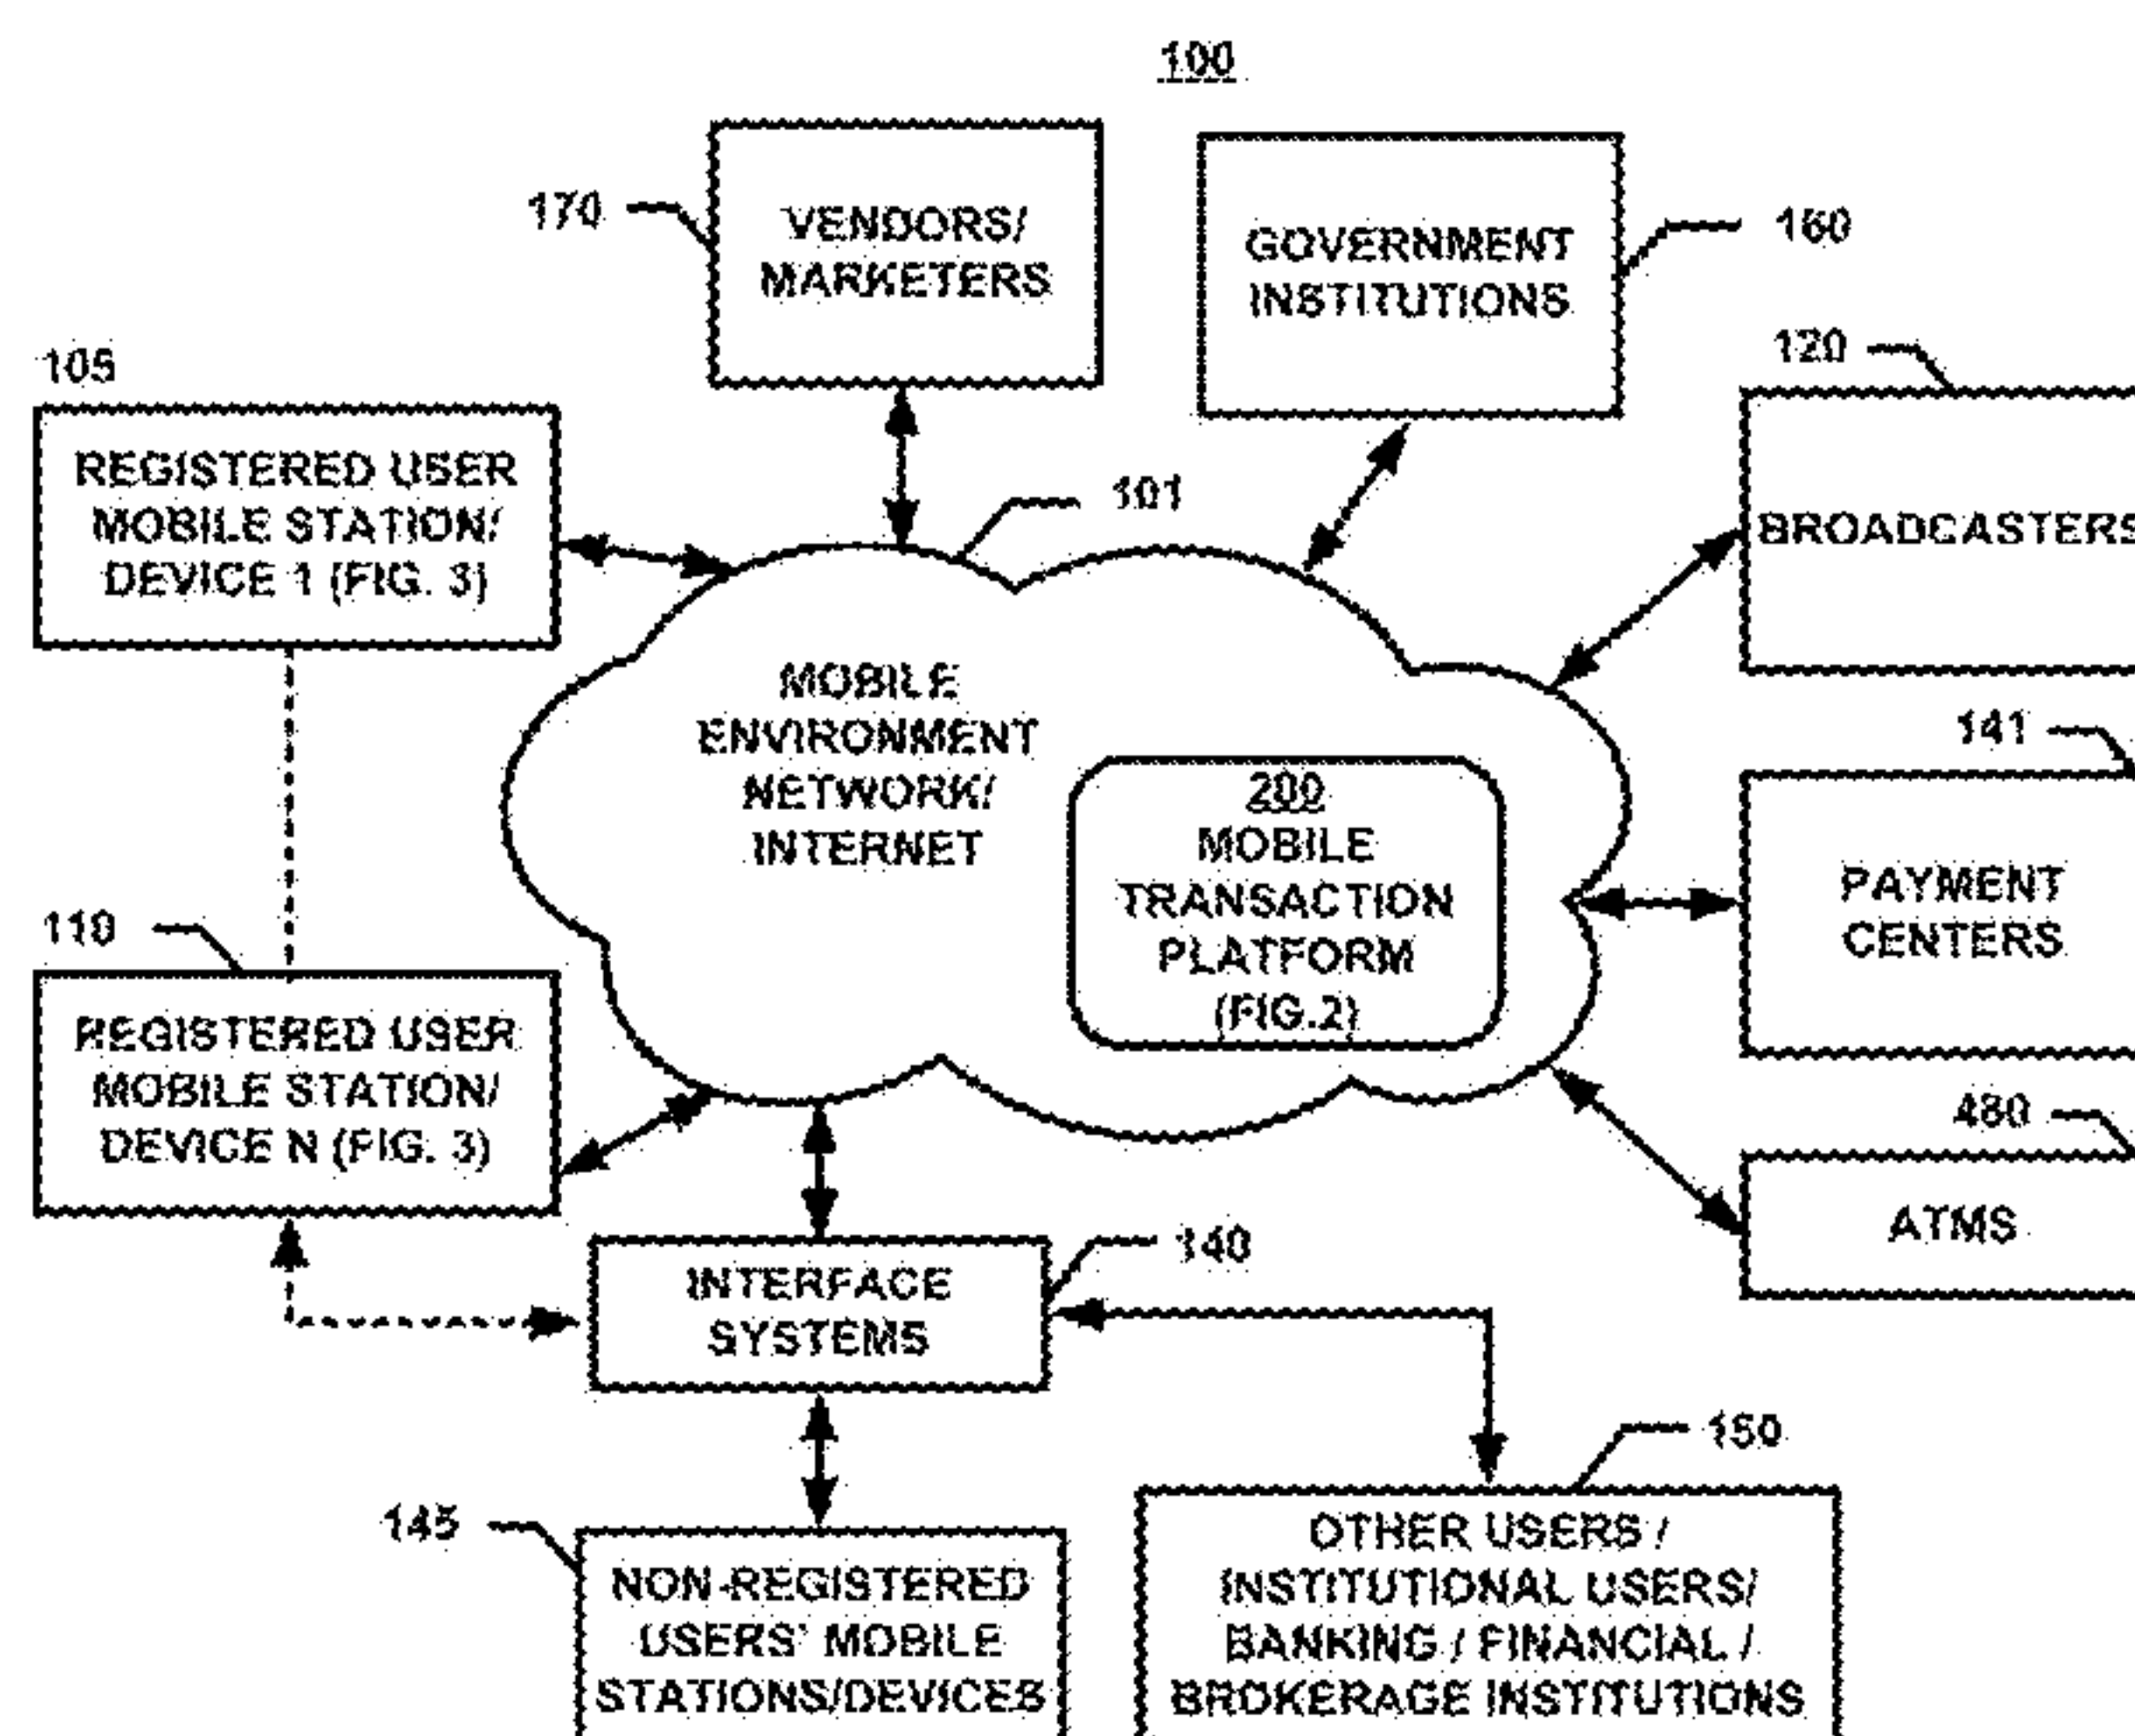 100
170
VENDORS/
MARKETERS
GOVERNMENT
INSTITUTIONS
160
120
BROADCASTERS
105
REGISTERED USER
MOBILE STATION/
DEVICE 1 (FIG. 3)
101
MOBILE
ENVIRONMENT
NETWORK/
INTERNET
200
MOBILE
TRANSACTION
PLATFORM
(FIG.2)
141
PAYMENT
CENTERS
110
REGISTERED USER
MOBILE STATION/
DEVICE N (FIG. 3)
480
ATMS
140
INTERFACE
SYSTEMS
145
NON-REGISTERED
USERS' MOBILE
STATIONS/DEVICES
150
OTHER USERS /
INSTITUTIONAL USERS/
BANKING / FINANCIAL /
BROKERAGE INSTITUTIONS